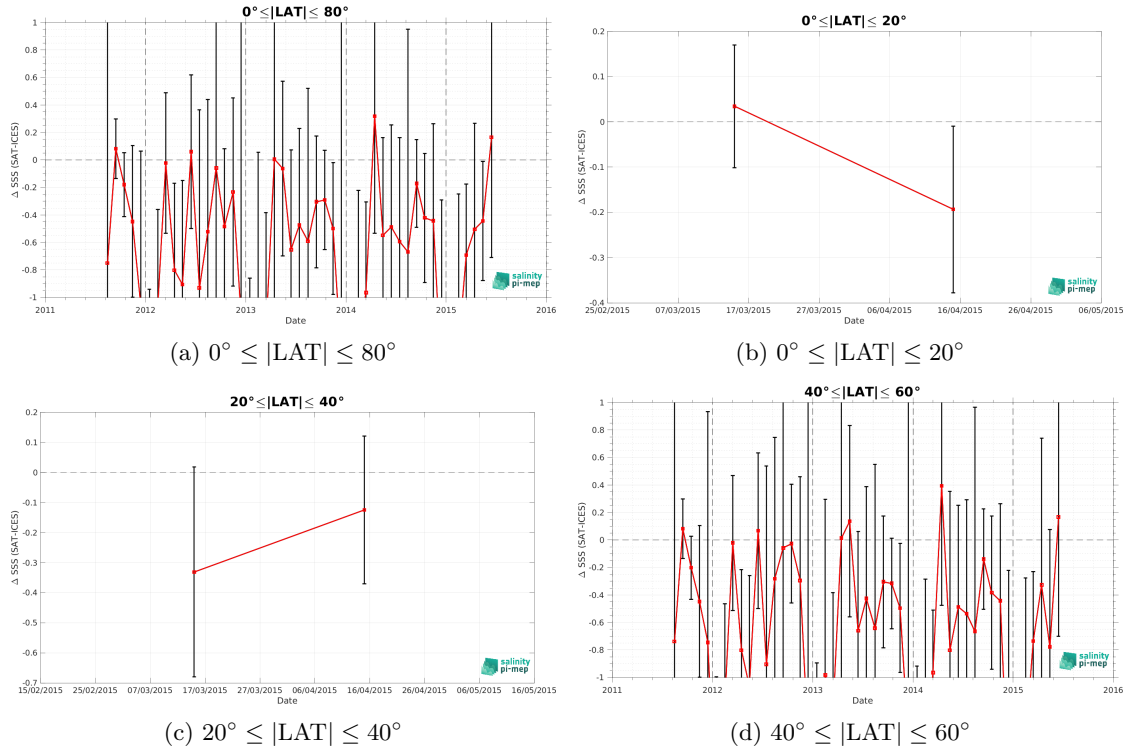 0°≤|LAT|≤ 80°
Δ SSS (SAT-ICES)
1
0.8
0.6
0.4
0.2
0
-0.2
-0.4
-0.6
-0.8
-1
2011 2012 2013 2014 2015 2016
Date
salinity
pi-mep
(a) 0° ≤ |LAT| ≤ 80°
0°≤|LAT|≤ 20°
Δ SSS (SAT-ICES)
0.2
0.1
0
-0.1
-0.2
-0.3
-0.4
25/02/2015 07/03/2015 17/03/2015 27/03/2015 06/04/2015 16/04/2015 26/04/2015 06/05/2015
Date
salinity
pi-mep
(b) 0° ≤ |LAT| ≤ 20°
20°≤|LAT|≤ 40°
Δ SSS (SAT-ICES)
0.2
0.1
0
-0.1
-0.2
-0.3
-0.4
-0.5
-0.6
-0.7
15/02/2015 25/02/2015 07/03/2015 17/03/2015 27/03/2015 06/04/2015 16/04/2015 26/04/2015 06/05/2015 16/05/2015
Date
salinity
pi-mep
(c) 20° ≤ |LAT| ≤ 40°
40°≤|LAT|≤ 60°
Δ SSS (SAT-ICES)
1
0.8
0.6
0.4
0.2
0
-0.2
-0.4
-0.6
-0.8
-1
2011 2012 2013 2014 2015 2016
Date
salinity
pi-mep
(d) 40° ≤ |LAT| ≤ 60°